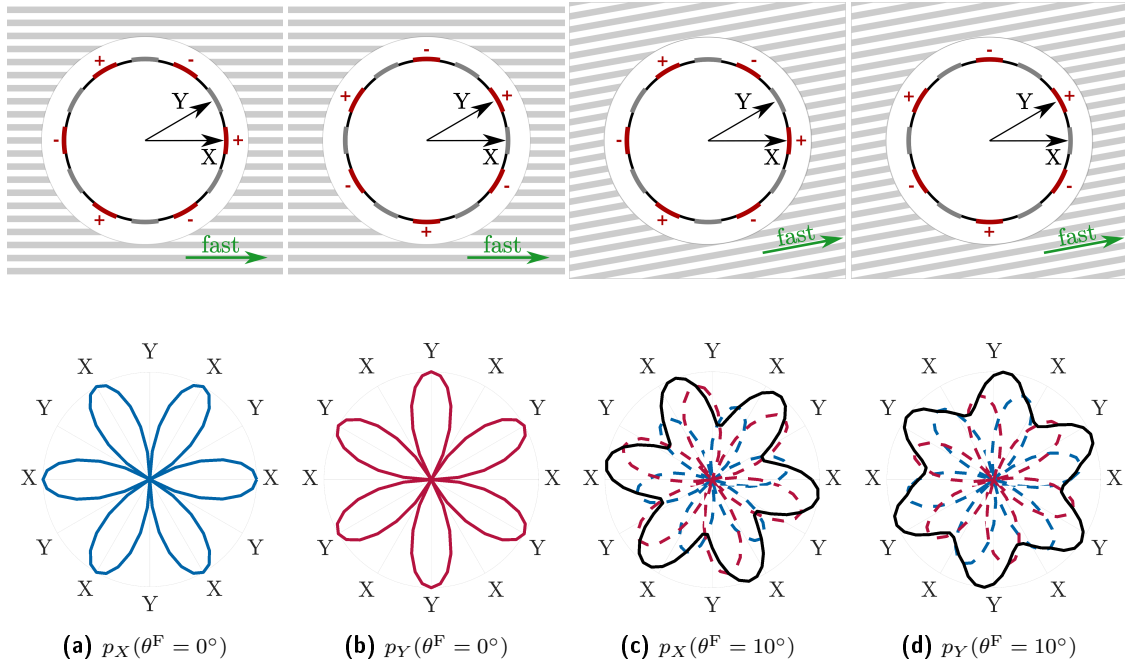 + -
Y
- X +
+ -
fast
-
+ Y +
X
- -
+
fast
+ -
Y
- X +
+ -
fast
-
+ Y +
X
- -
+
fast
Y
X X
Y Y
X X
Y Y
X X
Y
Y
X X
Y Y
X X
Y Y
X X
Y
Y
X X
Y Y
X X
Y Y
X X
Y
Y
X X
Y Y
X X
Y Y
X X
Y
(a) p_X(θ^F = 0°)
(b) p_Y(θ^F = 0°)
(c) p_X(θ^F = 10°)
(d) p_Y(θ^F = 10°)